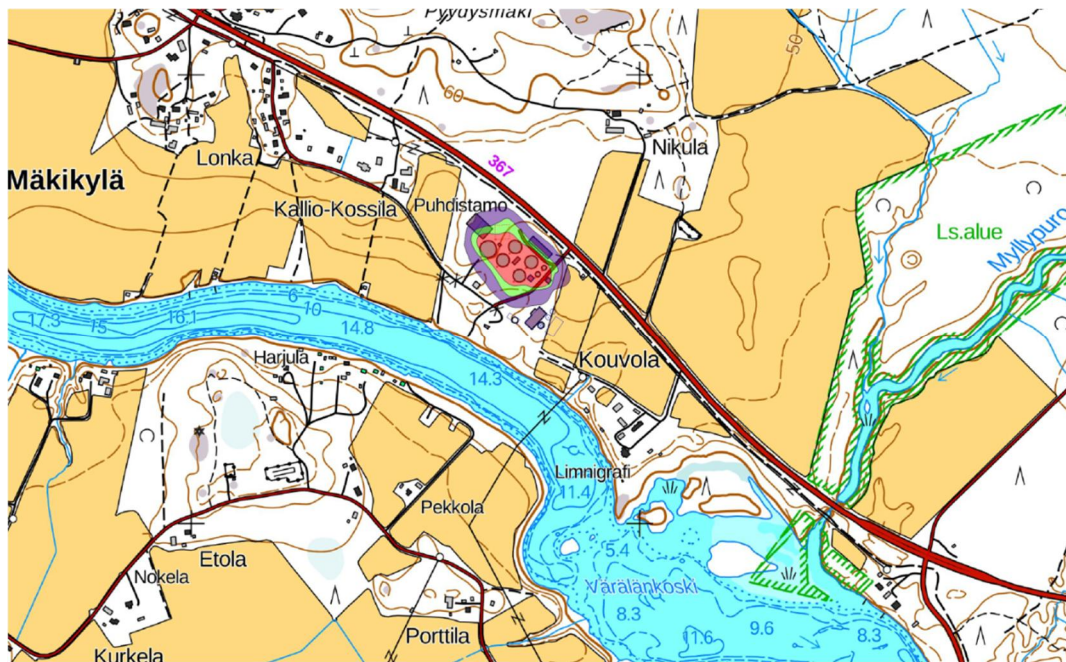 Pyydysmäki
50
60
Nikula
Lonka
367
Mäkikylä
Kallio-Kossila
Puhdistamo
Ls.alue
Myllypuro
6
10
17.3
15
16.1
14.8
Harjula
14.3
Kouvola
Limnigrafi
11.4
Pekkola
5.4
Etola
Nokela
Värälänkoski
8.3
9.6
Porttila
11.6
8.3
Kurkela